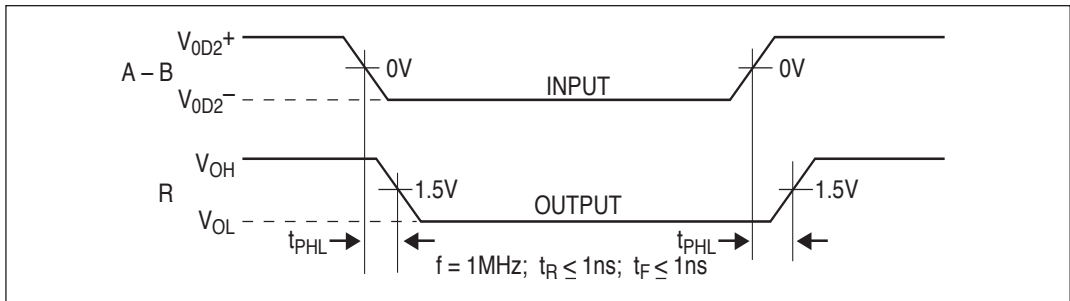 V0D2+
A – B
0V
0V
V0D2–
INPUT
VOH
R
1.5V
1.5V
VOL
OUTPUT
tPHL
tPHL
f = 1MHz; tR ≤ 1ns; tF ≤ 1ns